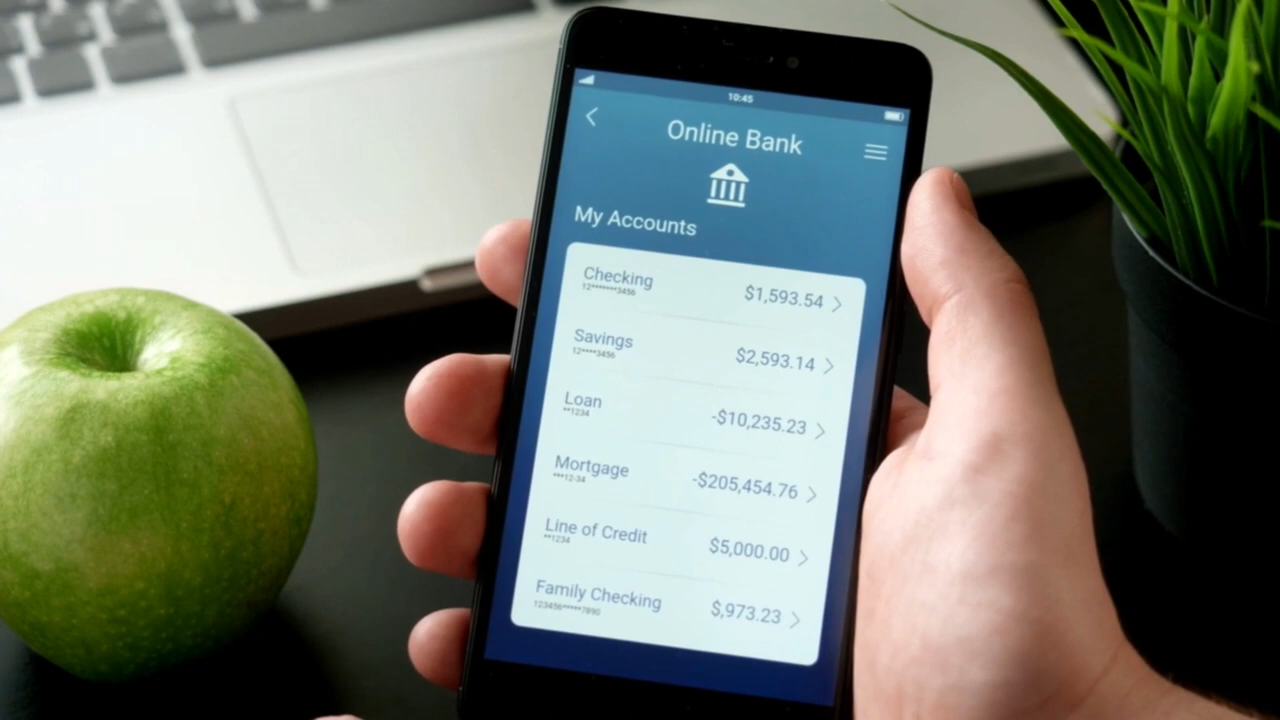 10:45
Online Bank
My Accounts
Checking $1,593.54
12*******3456
Savings $2,593.14
12****3456
Loan -$10,235.23
**1234
Mortgage -$205,454.76
***12-34
Line of Credit $5,000.00
**1234
Family Checking $,973.23
123456*****7890